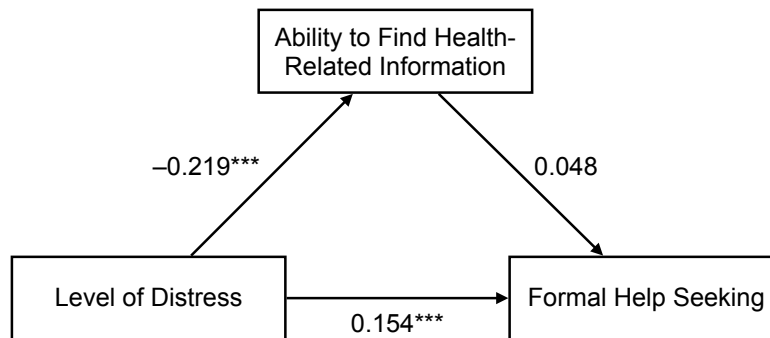 Ability to Find Health-
Related Information
–0.219***
0.048
Level of Distress
Formal Help Seeking
0.154***